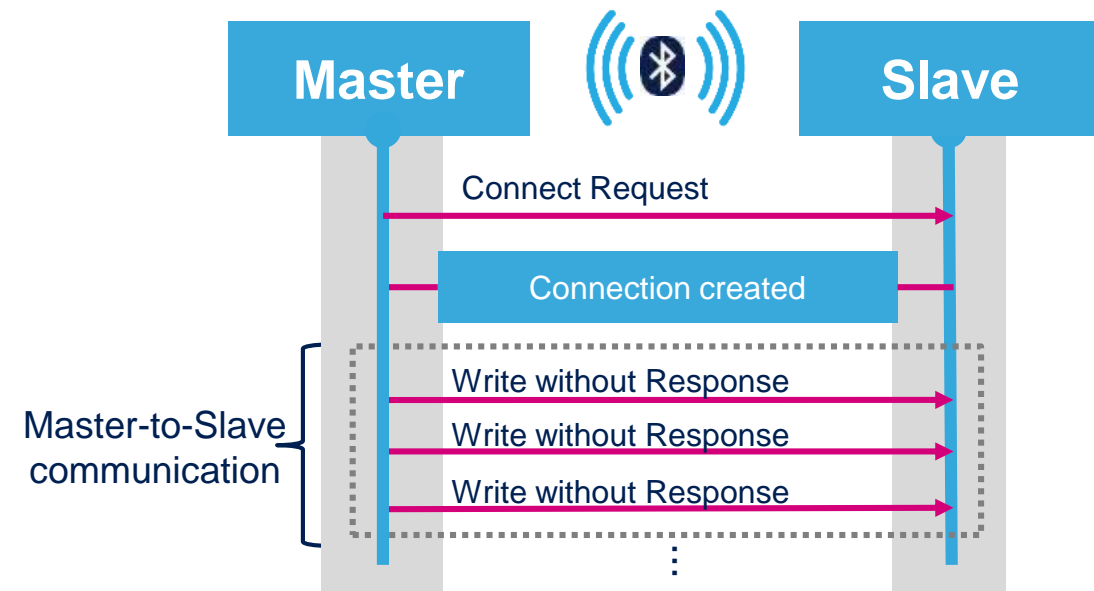 Master
Slave
Connect Request
Connection created
Master-to-Slave
communication
Write without Response
Write without Response
Write without Response
...